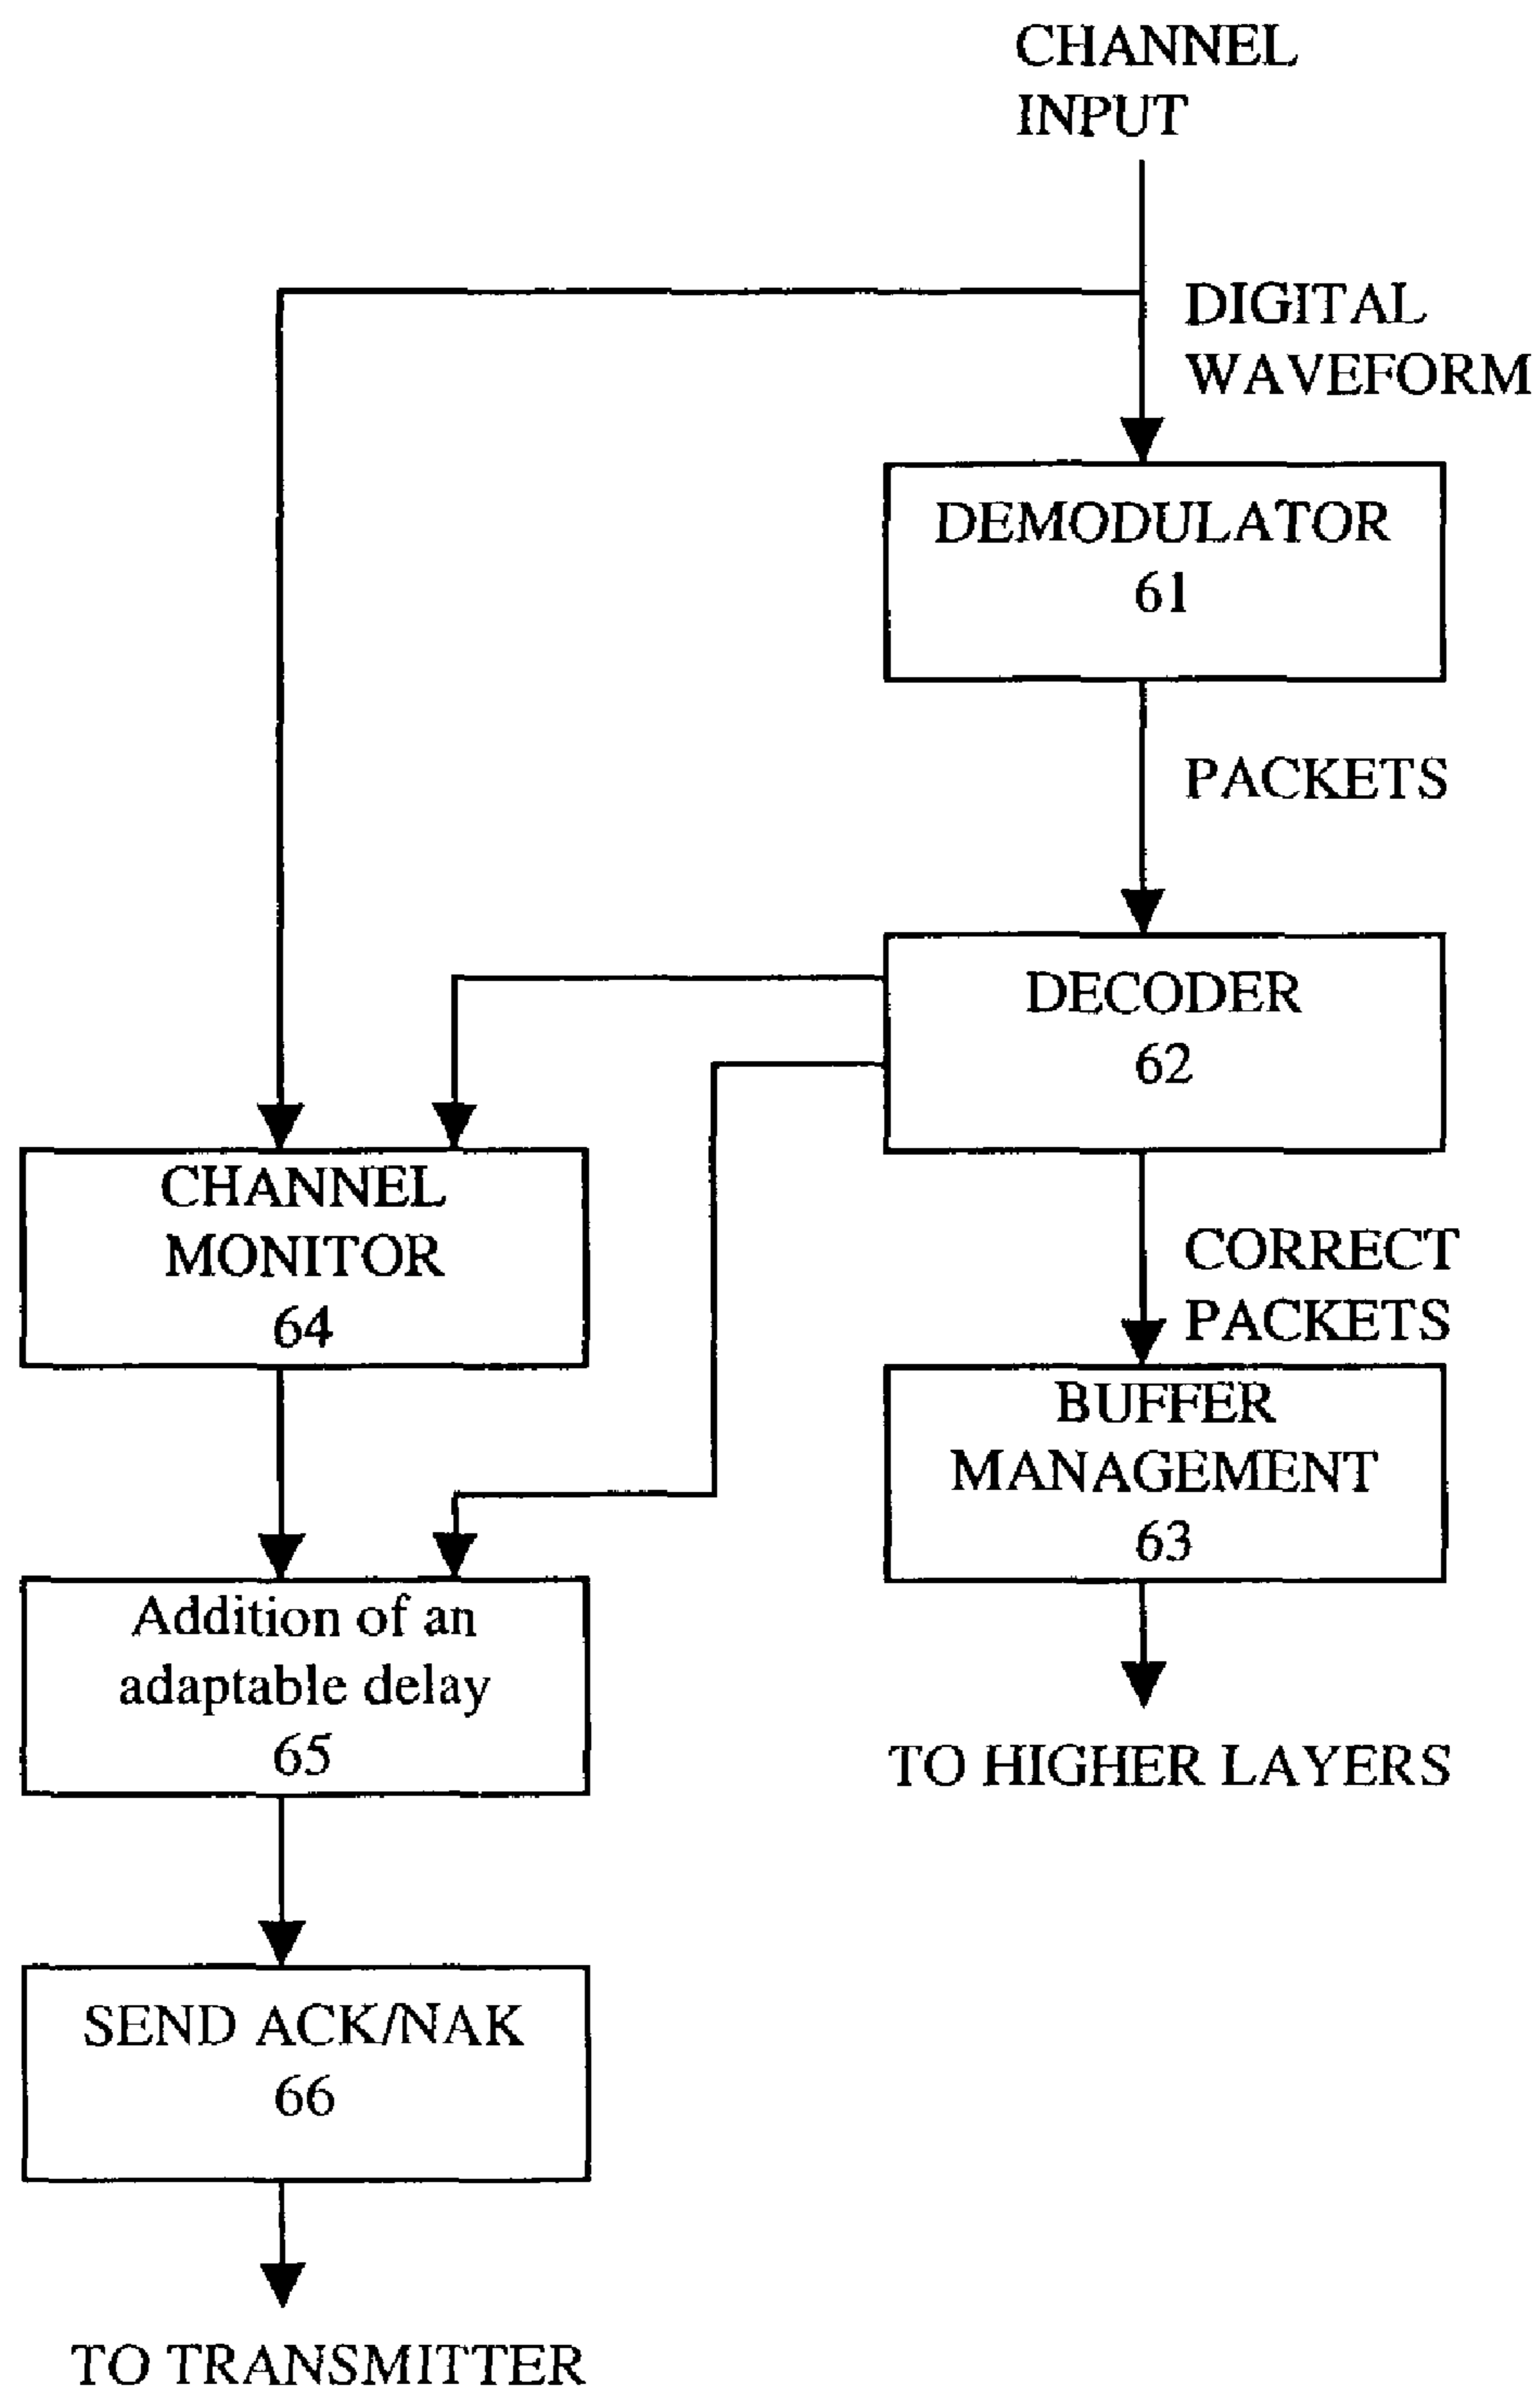 CHANNEL
INPUT
DIGITAL
WAVEFORM
DEMODULATOR
61
PACKETS
DECODER
62
CHANNEL
MONITOR
64
CORRECT
PACKETS
BUFFER
MANAGEMENT
63
Addition of an
adaptable delay
65
TO HIGHER LAYERS
SEND ACK/NAK
66
TO TRANSMITTER